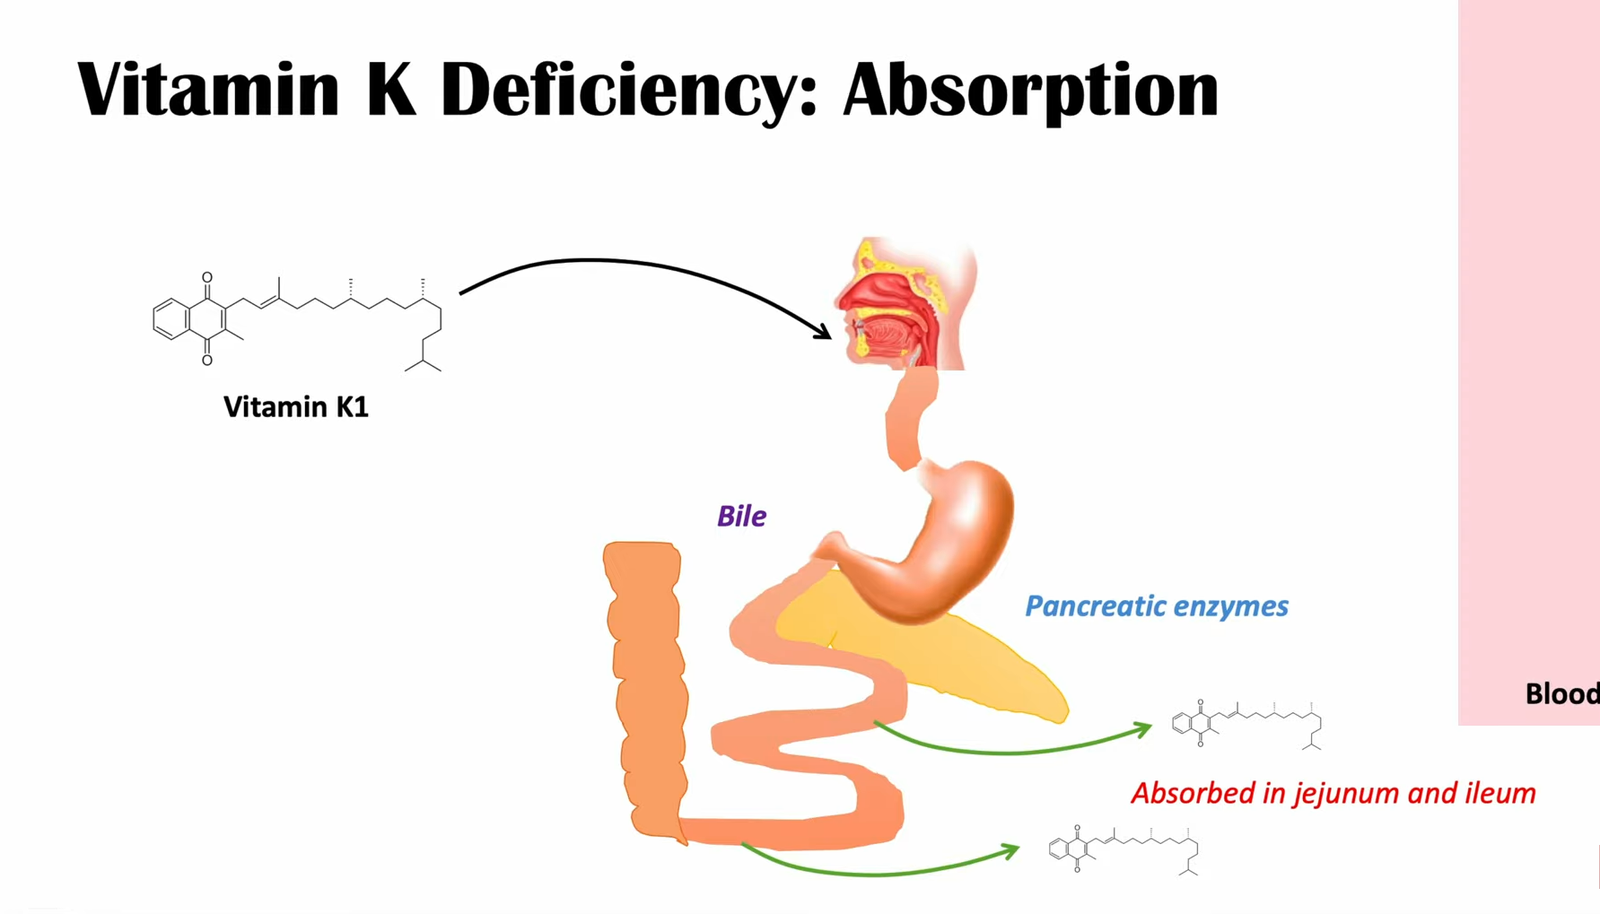 Vitamin K Deficiency: Absorption
O
O
Vitamin K1
Bile
Pancreatic enzymes
Blood
O
O
Absorbed in jejunum and ileum
O
O